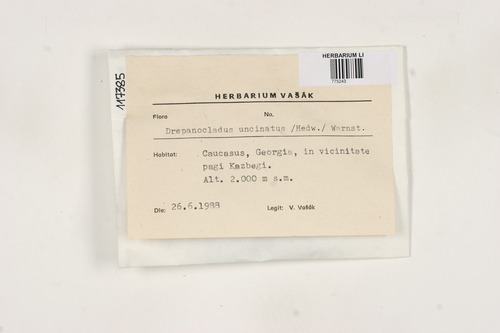 HERBARIUM LI
775243
117385
HERBARIUM VAŠÁK
Flora No.
Drepanocladus uncinatus /Hedw./ Warnst.
Habitat: Caucasus, Georgia, in vicinitate
pagi Kazbegi.
Alt. 2.000 m s.m.
Die: 26.6.1988 Legit: V. Vašák